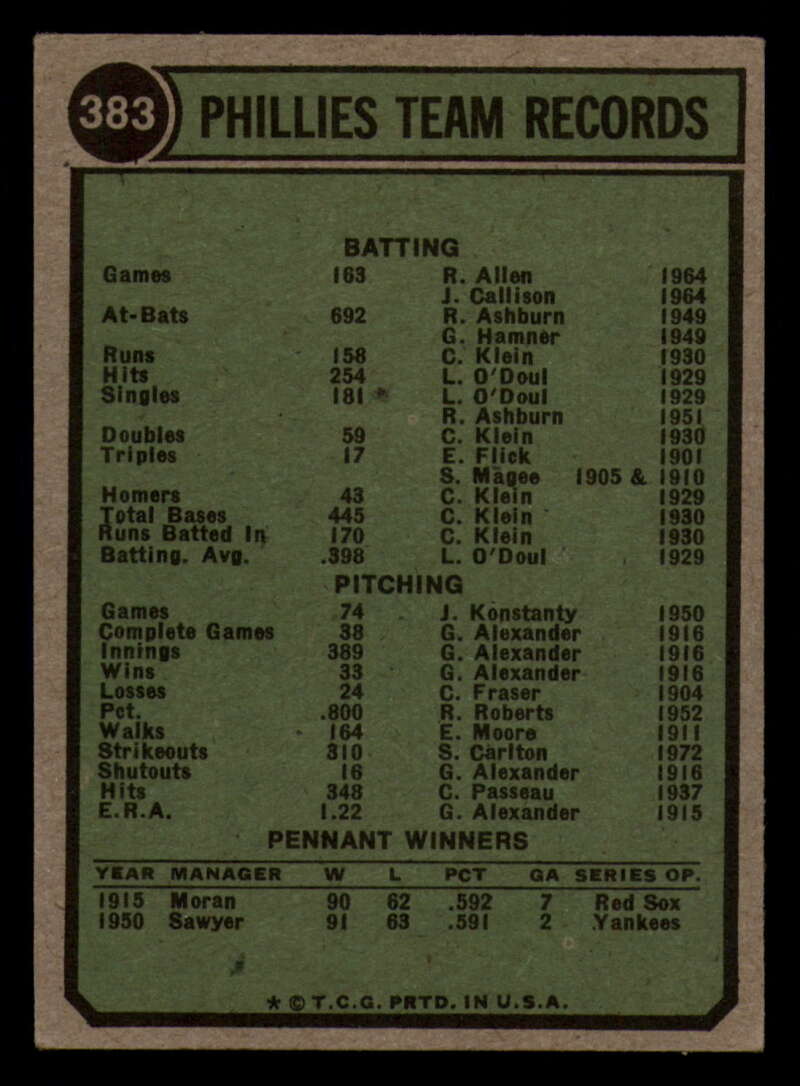 383 PHILLIES TEAM RECORDS
BATTING
Games 163 R. Allen 1964
J. Callison 1964
At-Bats 692 R. Ashburn 1949
G. Hamner 1949
Runs 158 C. Klein 1930
Hits 254 L. O'Doul 1929
Singles 181 L. O'Doul 1929
R. Ashburn 1951
Doubles 59 C. Klein 1930
Triples 17 E. Flick 1901
S. Magee 1905 & 1910
Homers 43 C. Klein 1929
Total Bases 445 C. Klein 1930
Runs Batted In 170 C. Klein 1930
Batting. Avg. .398 L. O'Doul 1929
PITCHING
Games 74 J. Konstanty 1950
Complete Games 38 G. Alexander 1916
Innings 389 G. Alexander 1916
Wins 33 G. Alexander 1916
Losses 24 C. Fraser 1904
Pct. .800 R. Roberts 1952
Walks 164 E. Moore 1911
Strikeouts 310 S. Carlton 1972
Shutouts 16 G. Alexander 1916
Hits 348 C. Passeau 1937
E.R.A. 1.22 G. Alexander 1915
PENNANT WINNERS
YEAR MANAGER W L PCT GA SERIES OP.
1915 Moran 90 62 .592 7 Red Sox
1950 Sawyer 91 63 .591 2 Yankees
* © T.C.G. PRTD. IN U.S.A.